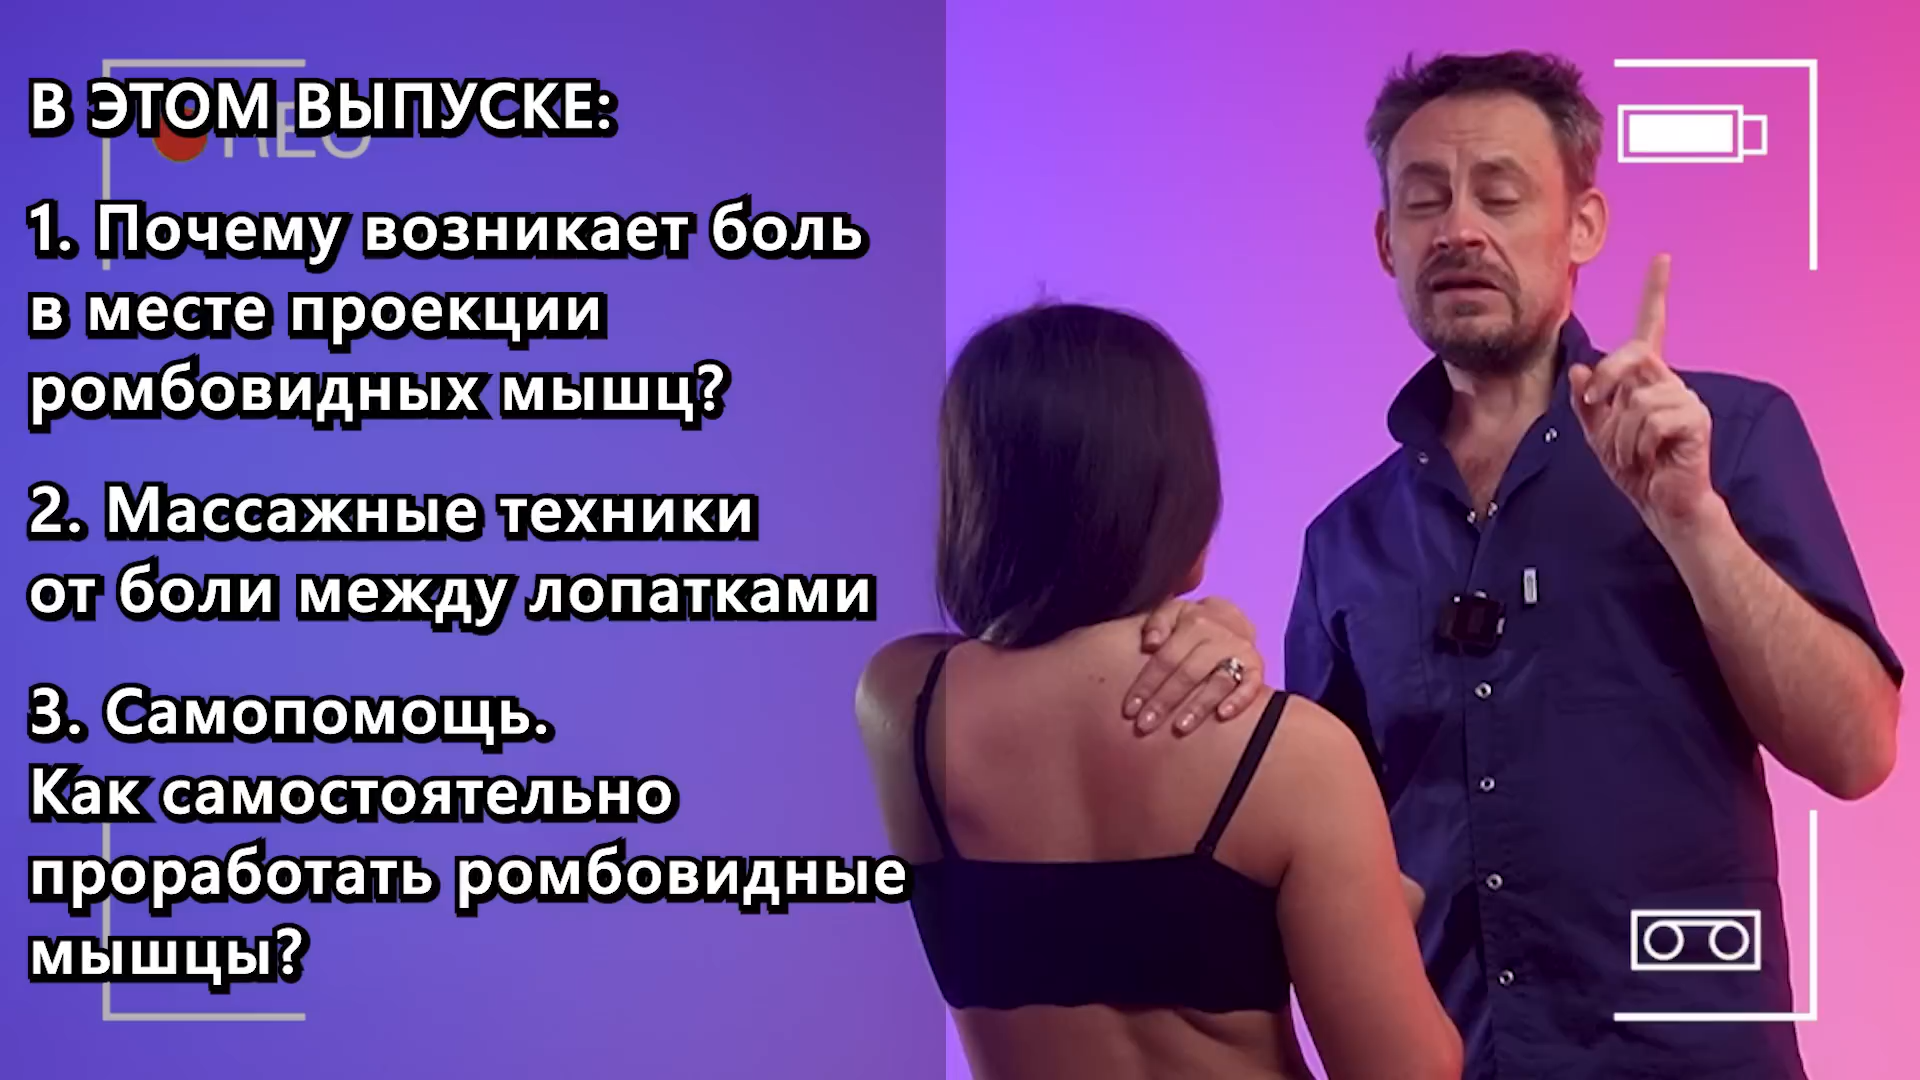 В ЭТОМ ВЫПУСКЕ:
REC
1. Почему возникает боль
в месте проекции
ромбовидных мышц?
2. Массажные техники
от боли между лопатками
3. Самопомощь.
Как самостоятельно
проработать ромбовидные
мышцы?